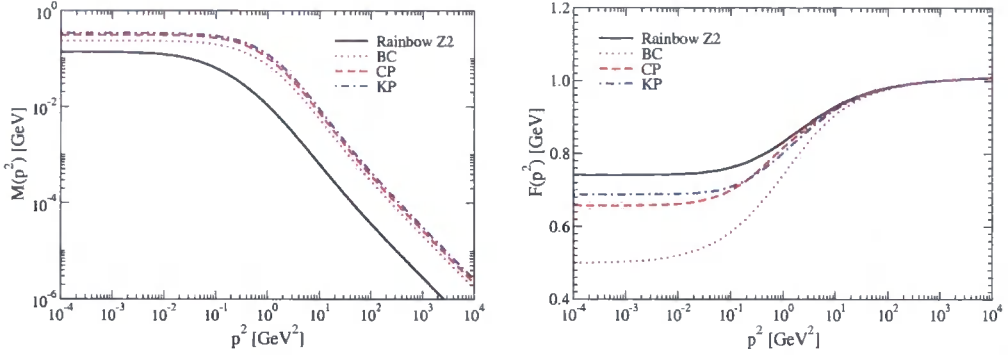 10^0
10^-2
10^-4
10^-6
M(p^2) [GeV]
Rainbow Z2
BC
CP
KP
10^-4 10^-3 10^-2 10^-1 10^0 10^1 10^2 10^3 10^4
p^2 [GeV^2]
1.2
1.0
0.8
0.6
0.4
F(p^2) [GeV]
Rainbow Z2
BC
CP
KP
10^-4 10^-3 10^-2 10^-1 10^0 10^1 10^2 10^3 10^4
p^2 [GeV^2]